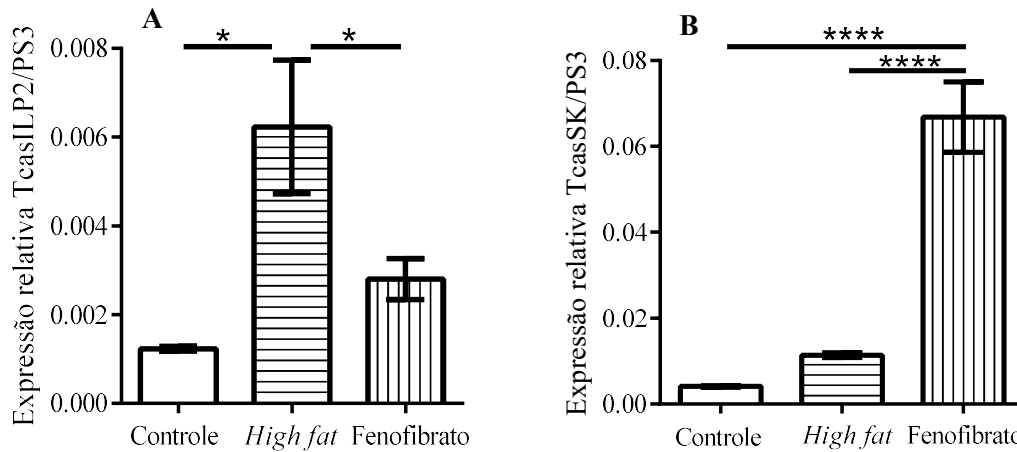 A
Expressão relativa TcasILP2/PS3
0.008
0.006
0.004
0.002
0.000
*
*
Controle
High fat
Fenofibrato
B
Expressão relativa TcasSK/PS3
0.08
0.06
0.04
0.02
0.00
****
****
Controle
High fat
Fenofibrato